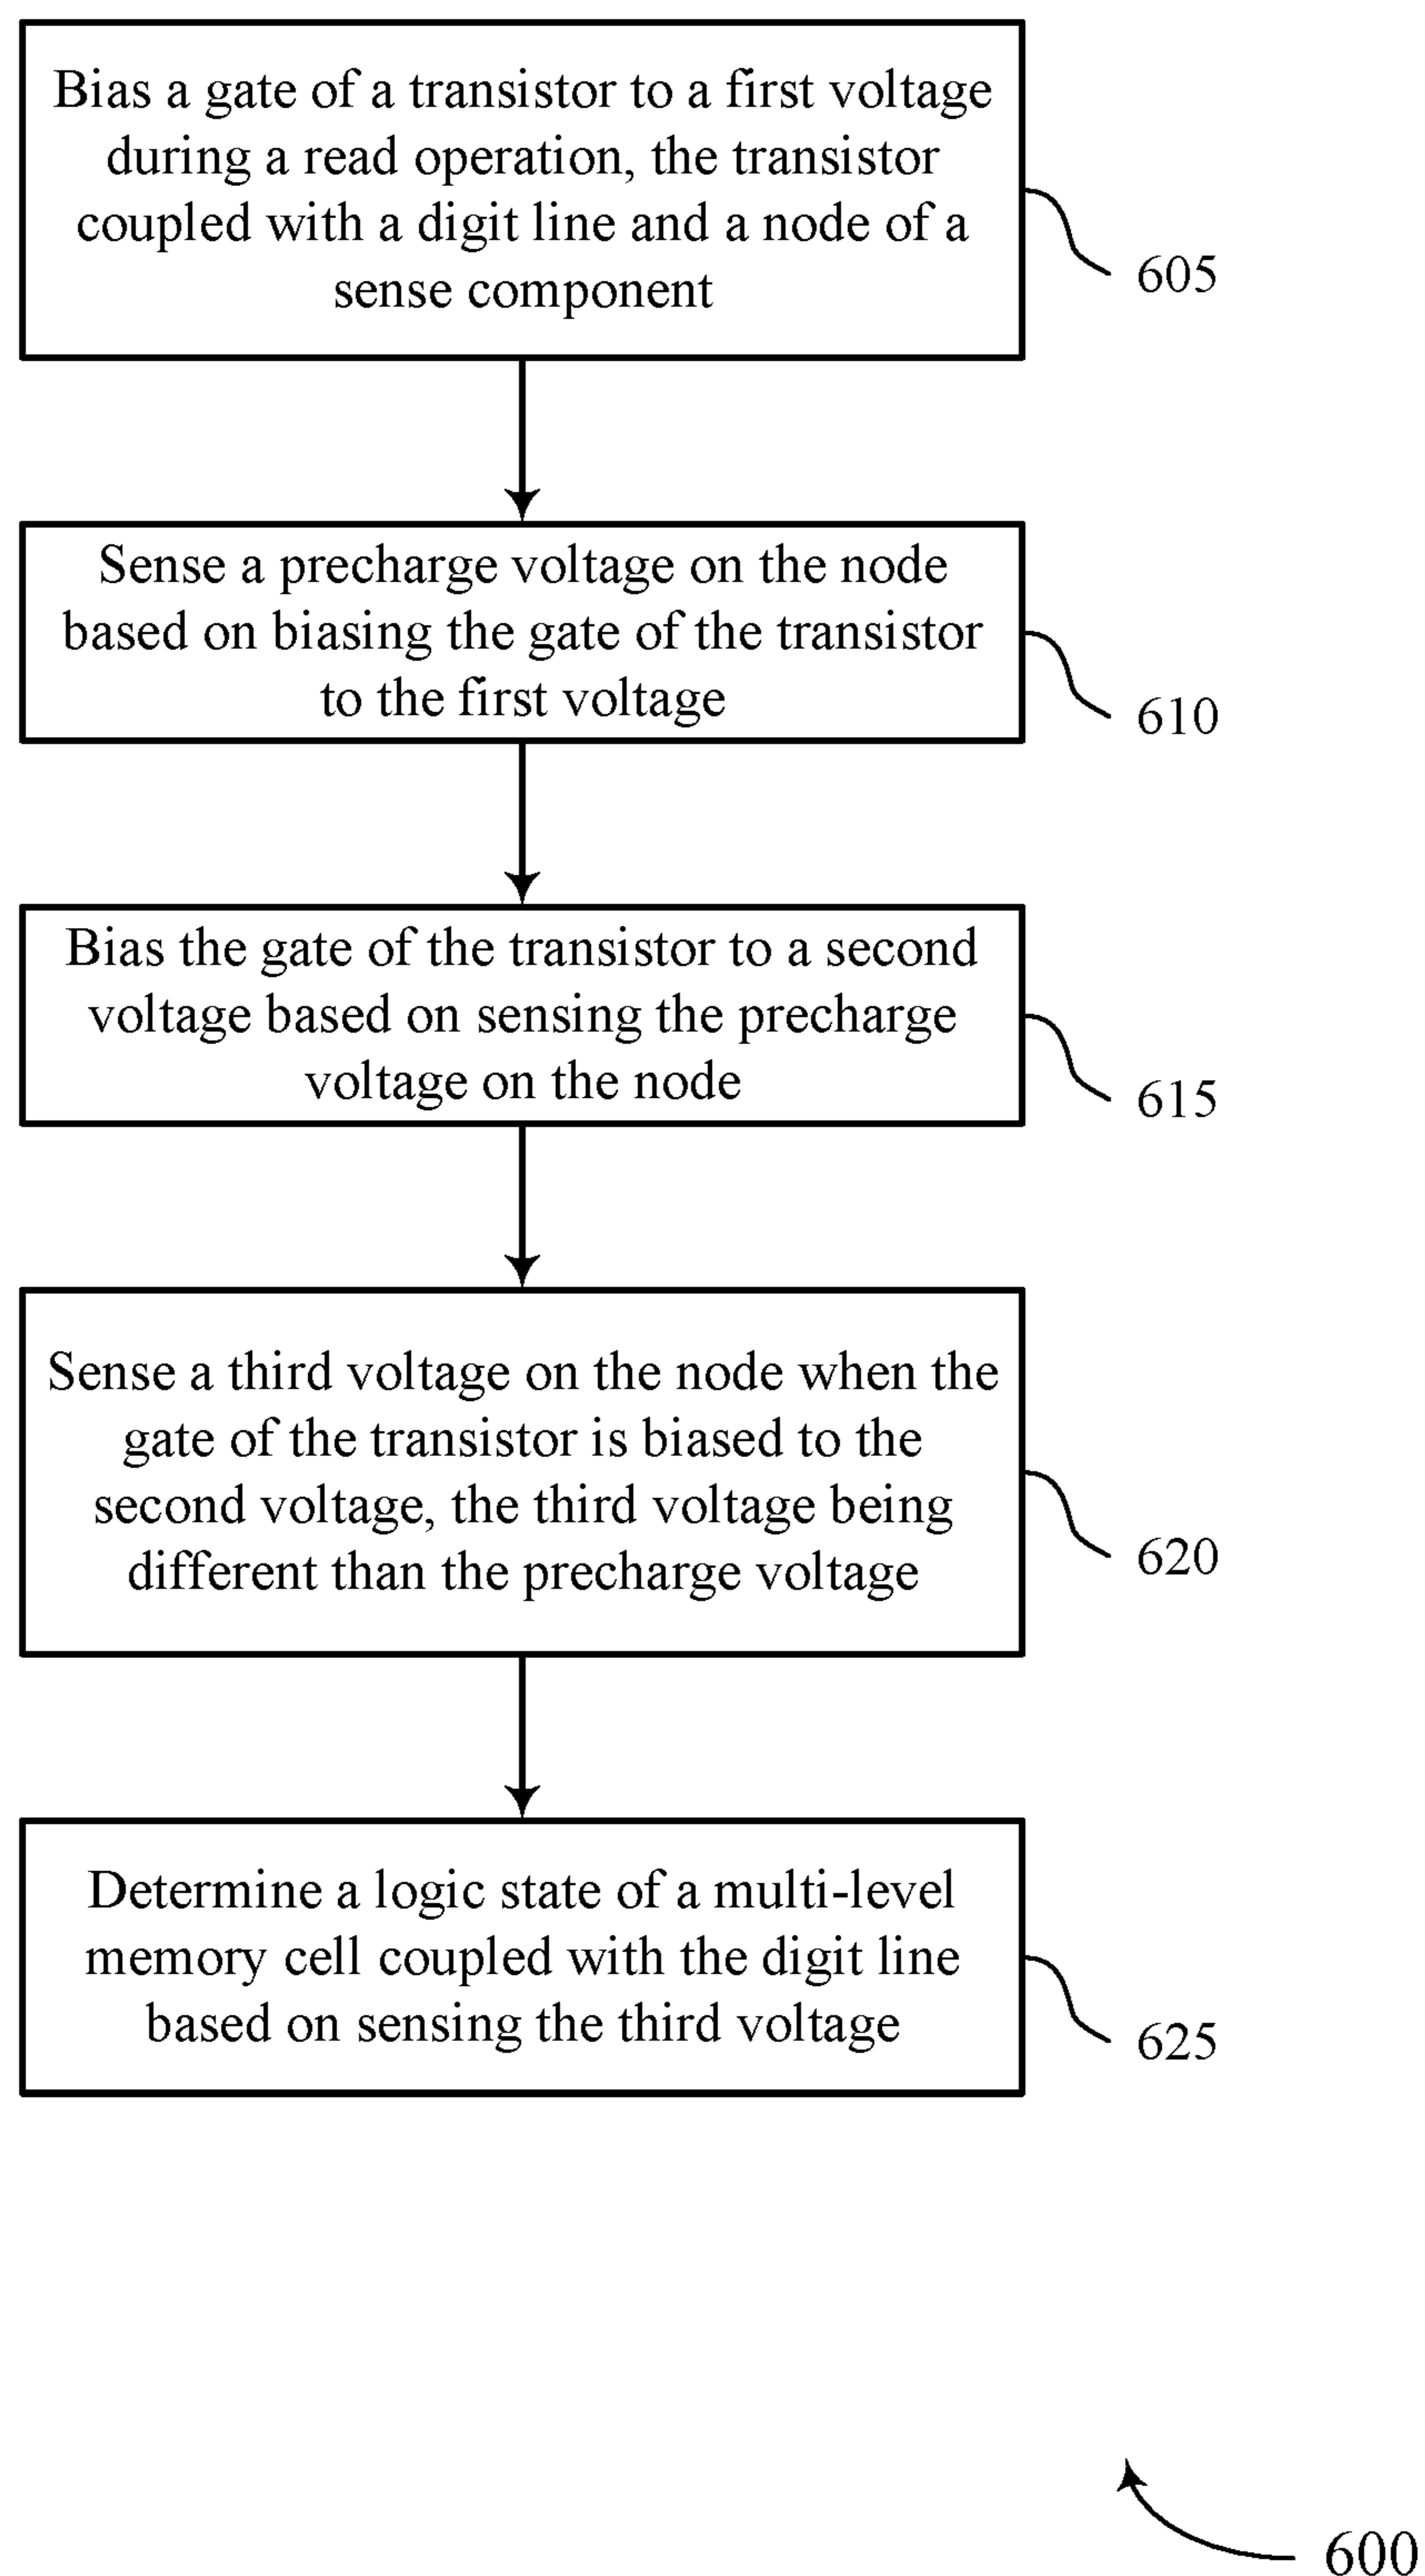 Bias a gate of a transistor to a first voltage
during a read operation, the transistor
coupled with a digit line and a node of a
sense component
605
Sense a precharge voltage on the node
based on biasing the gate of the transistor
to the first voltage
610
Bias the gate of the transistor to a second
voltage based on sensing the precharge
voltage on the node
615
Sense a third voltage on the node when the
gate of the transistor is biased to the
second voltage, the third voltage being
different than the precharge voltage
620
Determine a logic state of a multi-level
memory cell coupled with the digit line
based on sensing the third voltage
625
600